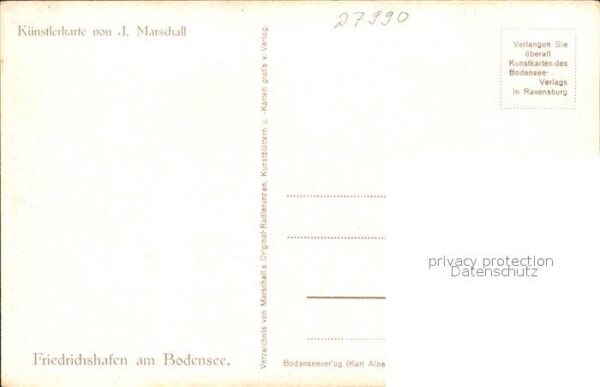 Künstlerkarte von J. Marschall
27990
Verlangen Sie
überall
Kunstkarten des
Bodensee-
Verlags
in Ravensburg
Verzeichnis von Marschall's Original-Radierungen, Kunstblättern u. -Karten gratis v. Verlag.
privacy protection
Datenschutz
Friedrichshafen am Bodensee.
Bodenseeverlag (Karl Albe